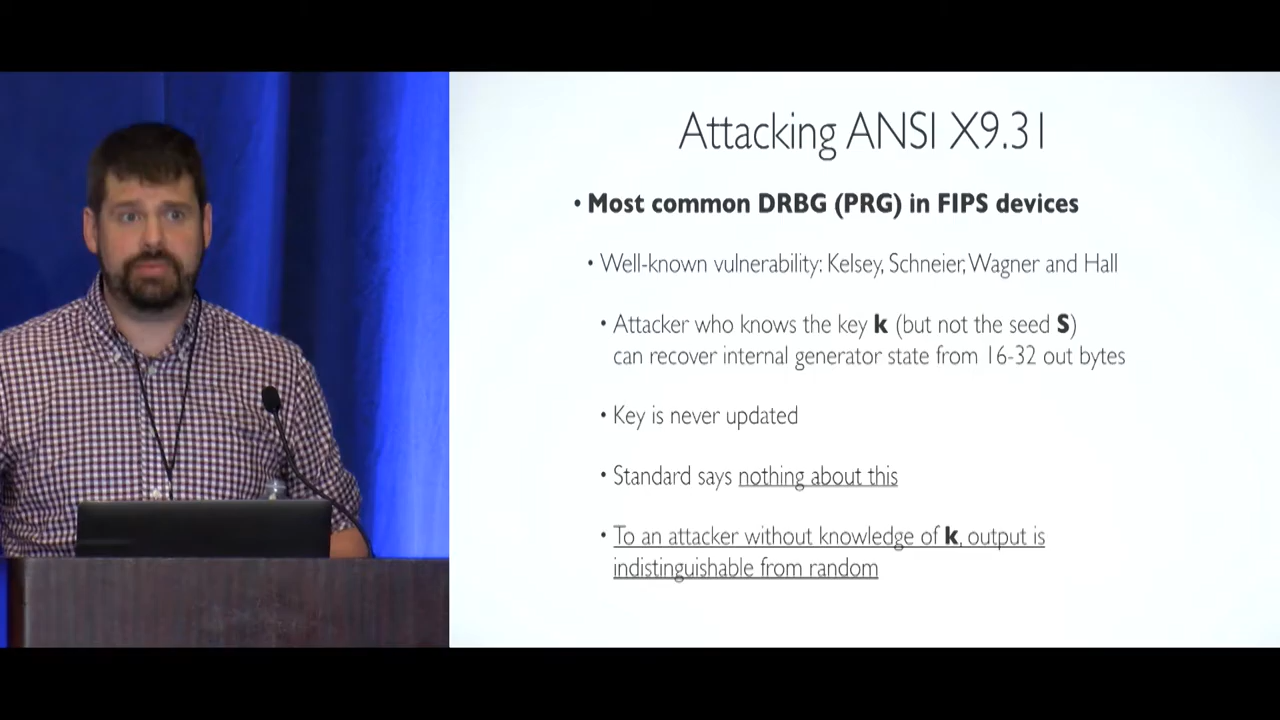 Attacking ANSI X9.31
• Most common DRBG (PRG) in FIPS devices
• Well-known vulnerability: Kelsey, Schneier, Wagner and Hall
• Attacker who knows the key k (but not the seed S)
can recover internal generator state from 16-32 out bytes
• Key is never updated
• Standard says nothing about this
• To an attacker without knowledge of k, output is
indistinguishable from random